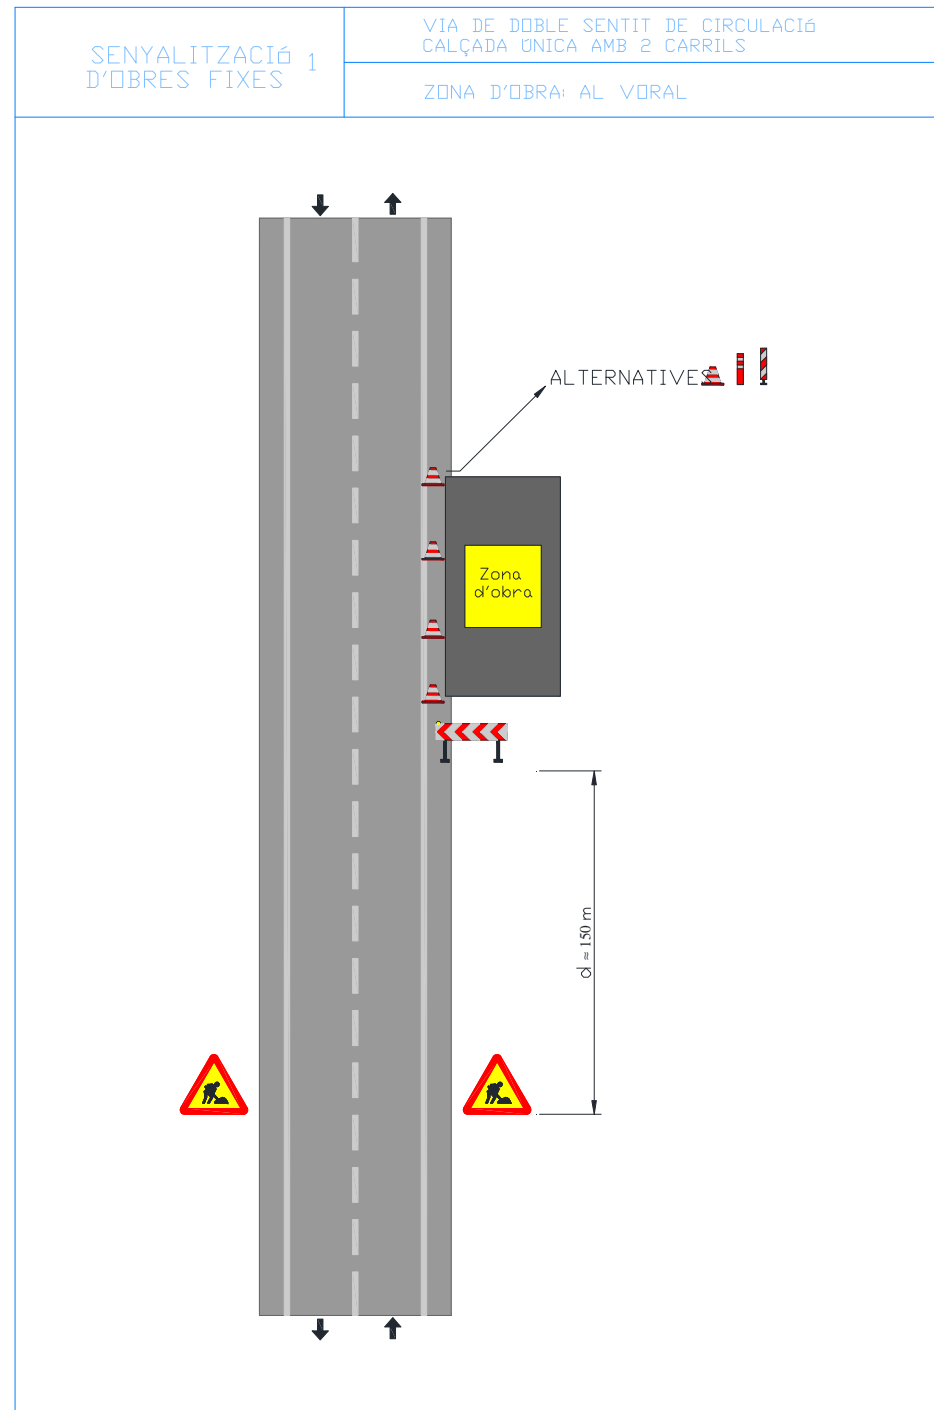 SENYALITZACIó 1
D'OBRES FIXES
VIA DE DOBLE SENTIT DE CIRCULACIó
CALÇADA ÚNICA AMB 2 CARRILS
ZONA D'OBRA: AL VORAL
ALTERNATIVES
Zona
d'obra
d ≈ 150 m